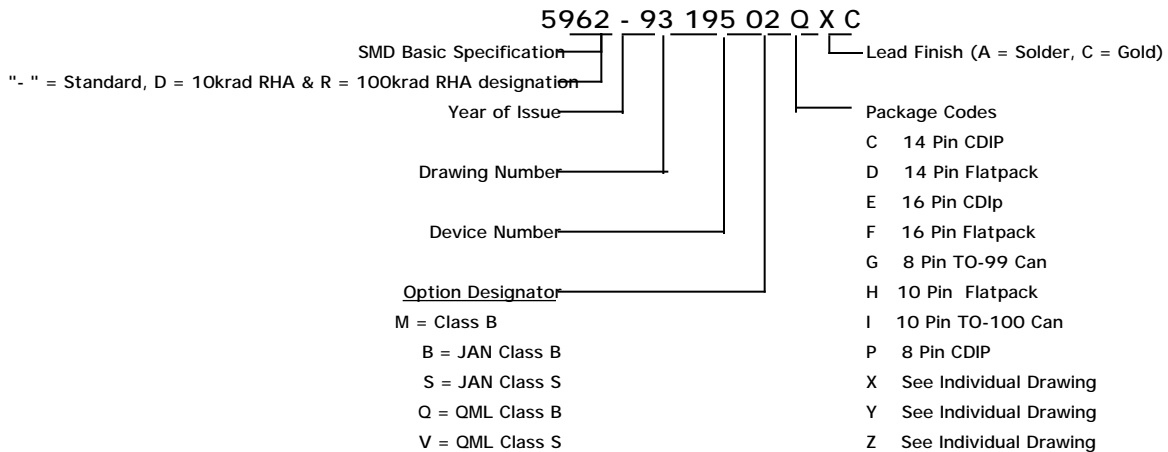 5962 - 93 195 02 Q X C
SMD Basic Specification
Lead Finish (A = Solder, C = Gold)
"- " = Standard, D = 10krad RHA & R = 100krad RHA designation
Year of Issue
Package Codes
C 14 Pin CDIP
Drawing Number
D 14 Pin Flatpack
E 16 Pin CDIp
Device Number
F 16 Pin Flatpack
G 8 Pin TO-99 Can
Option Designator
H 10 Pin Flatpack
M = Class B
I 10 Pin TO-100 Can
B = JAN Class B
P 8 Pin CDIP
S = JAN Class S
X See Individual Drawing
Q = QML Class B
Y See Individual Drawing
V = QML Class S
Z See Individual Drawing